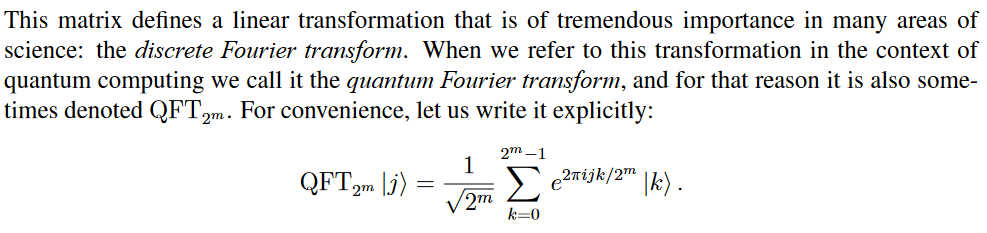 This matrix defines a linear transformation that is of tremendous importance in many areas of
science: the discrete Fourier transform. When we refer to this transformation in the context of
quantum computing we call it the quantum Fourier transform, and for that reason it is also some-
times denoted QFT_{2^m}. For convenience, let us write it explicitly:
QFT_{2^m} |j⟩ = \frac{1}{\sqrt{2^m}} \sum_{k=0}^{2^m-1} e^{2πijk/2^m} |k⟩ .